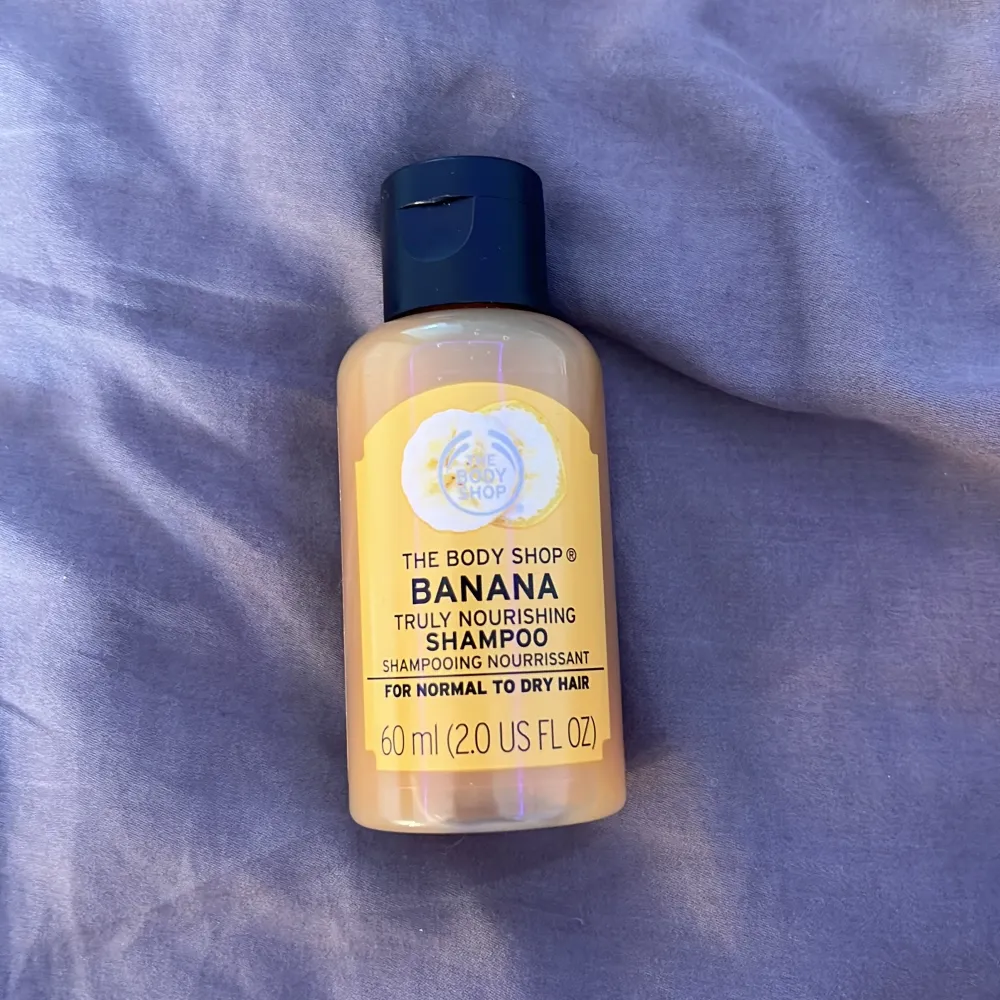 THE
BODY
SHOP
THE BODY SHOP®
BANANA
TRULY NOURISHING
SHAMPOO
SHAMPOOING NOURRISSANT
FOR NORMAL TO DRY HAIR
60 ml (2.0 US FL OZ)